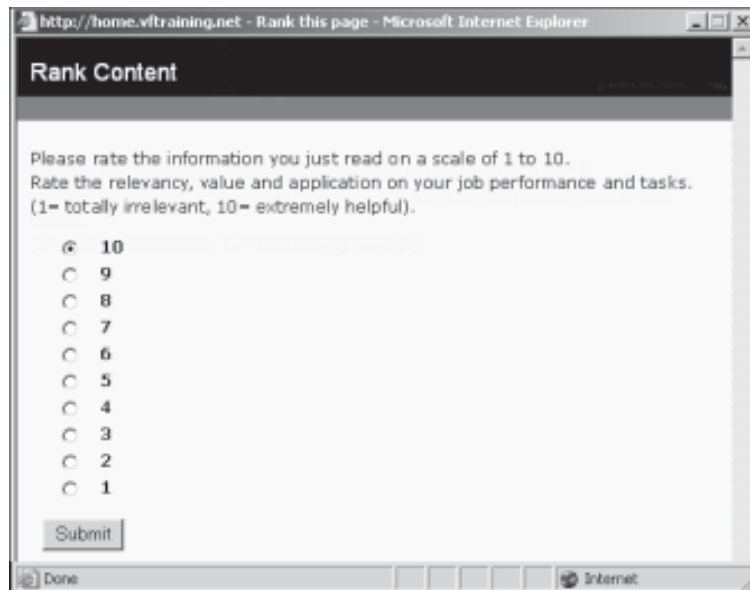 http://home.vftraining.net - Rank this page - Microsoft Internet Explorer
Rank Content
Please rate the information you just read on a scale of 1 to 10.
Rate the relevancy, value and application on your job performance and tasks.
(1= totally irrelevant, 10= extremely helpful).
10
9
8
7
6
5
4
3
2
1
Submit
Done
Internet